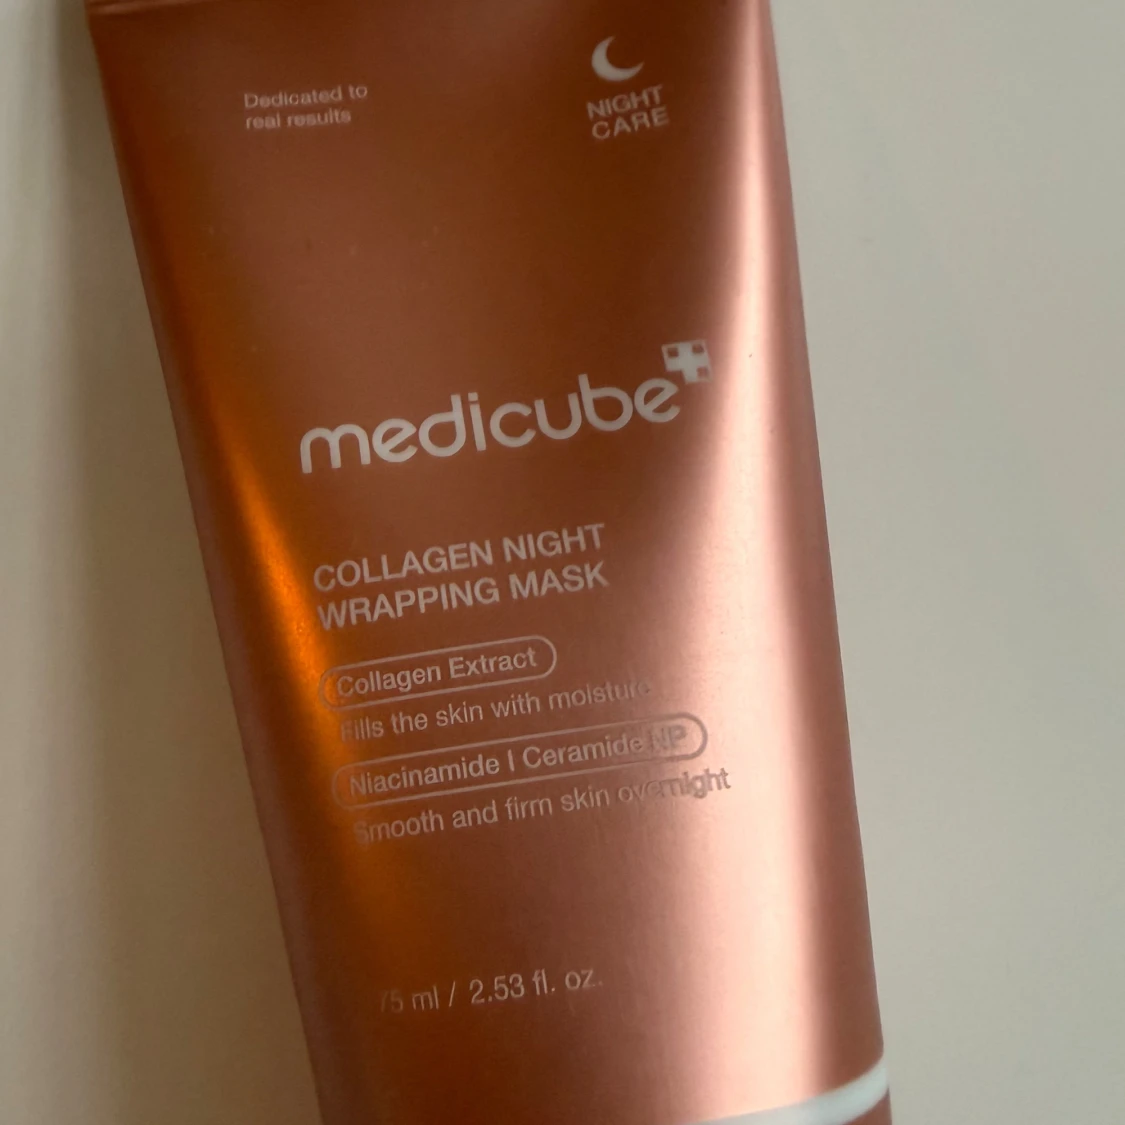 Dedicated to
real results
NIGHT
CARE
medicube
COLLAGEN NIGHT
WRAPPING MASK
Collagen Extract
Fills the skin with moisture
Niacinamide | Ceramide NP
Smooth and firm skin overnight
75 ml / 2.53 fl. oz.